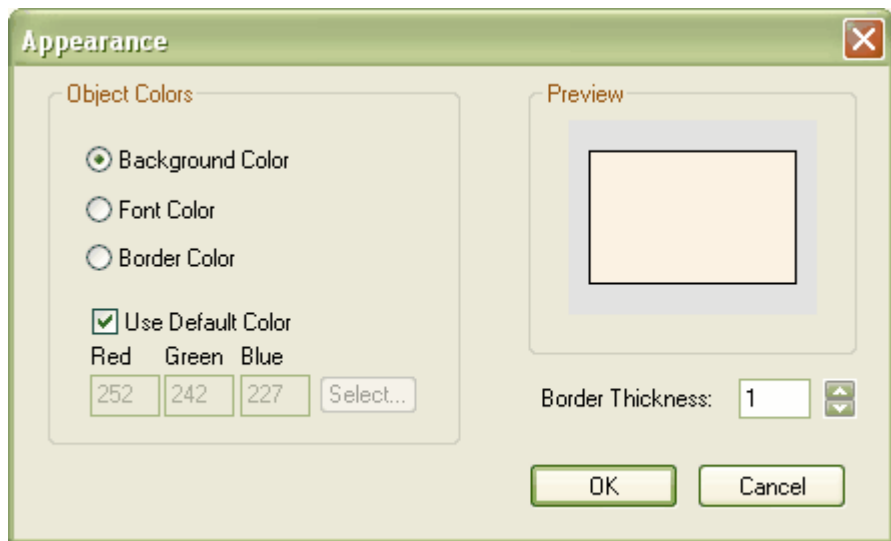 Appearance
Object Colors
Background Color
Font Color
Border Color
Use Default Color
Red Green Blue
252 242 227 Select...
Preview
Border Thickness: 1
OK Cancel